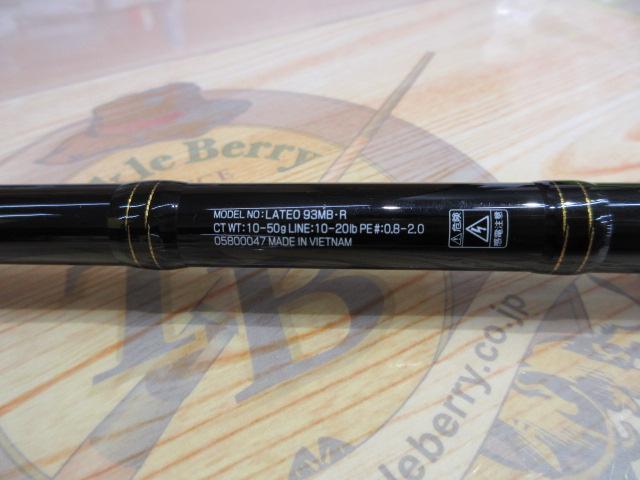 kle Berry
MODEL NO:LATEO 93MB·R
CT WT:10-50g LINE:10-20lb PE#:0.8-2.0
05800047 MADE IN VIETNAM
危険
感電注意
TB
leberry.co.jp